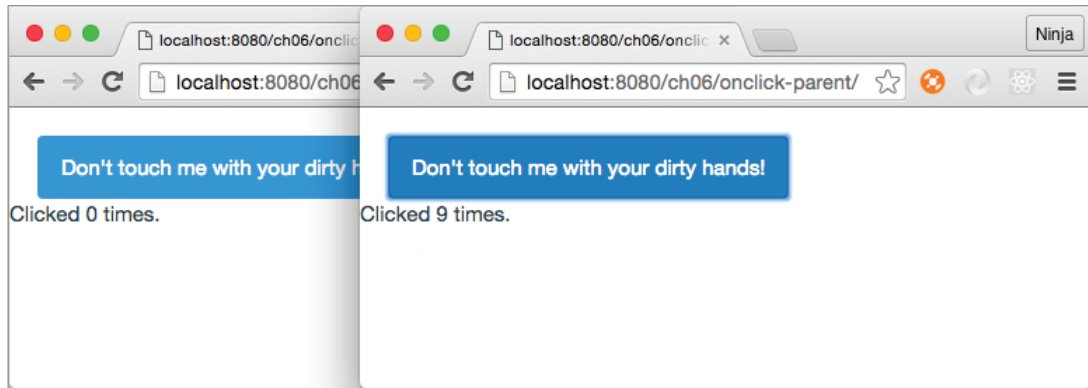 localhost:8080/ch06/onclic
localhost:8080/ch06
Don't touch me with your dirty h
Clicked 0 times.
localhost:8080/ch06/onclic
Ninja
localhost:8080/ch06/onclick-parent/
Don't touch me with your dirty hands!
Clicked 9 times.